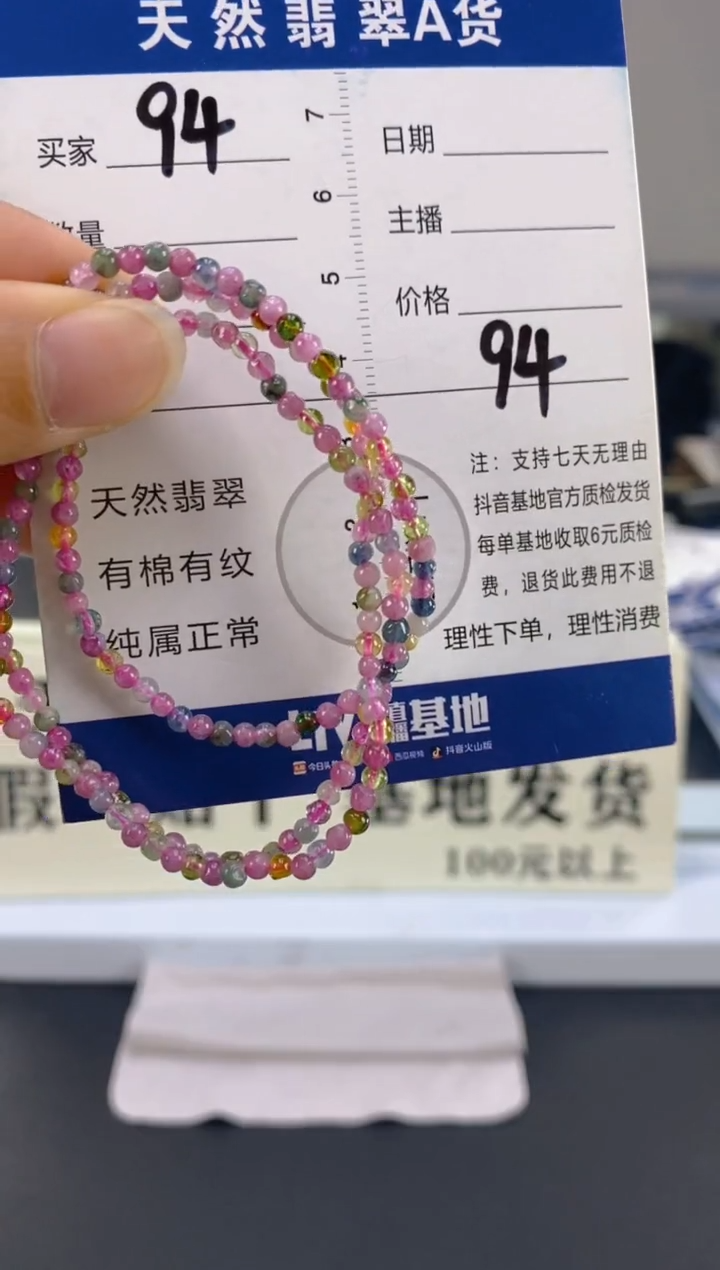 天然翡翠A货
买家 94
日期
数量
主播
价格
94
7
6
5
天然翡翠
有棉有纹
纯属正常
注：支持七天无理由
抖音基地官方质检发货
每单基地收取6元质检
费，退货此费用不退
理性下单，理性消费
基地
今日头
西瓜视频
抖音火山版
假
基地发货
100元以上